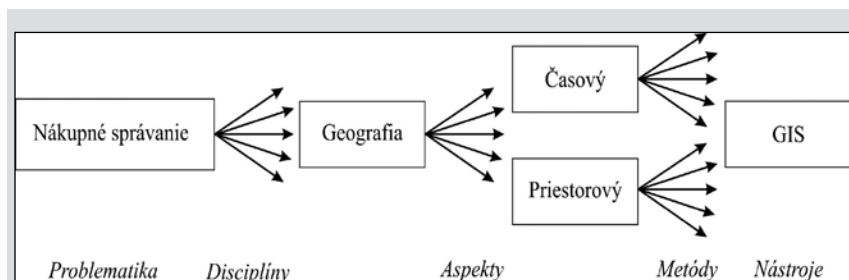 Časový
Nákupné správanie
Geografia
GIS
Priestorový
Problematika Disciplíny Aspekty Metódy Nástroje